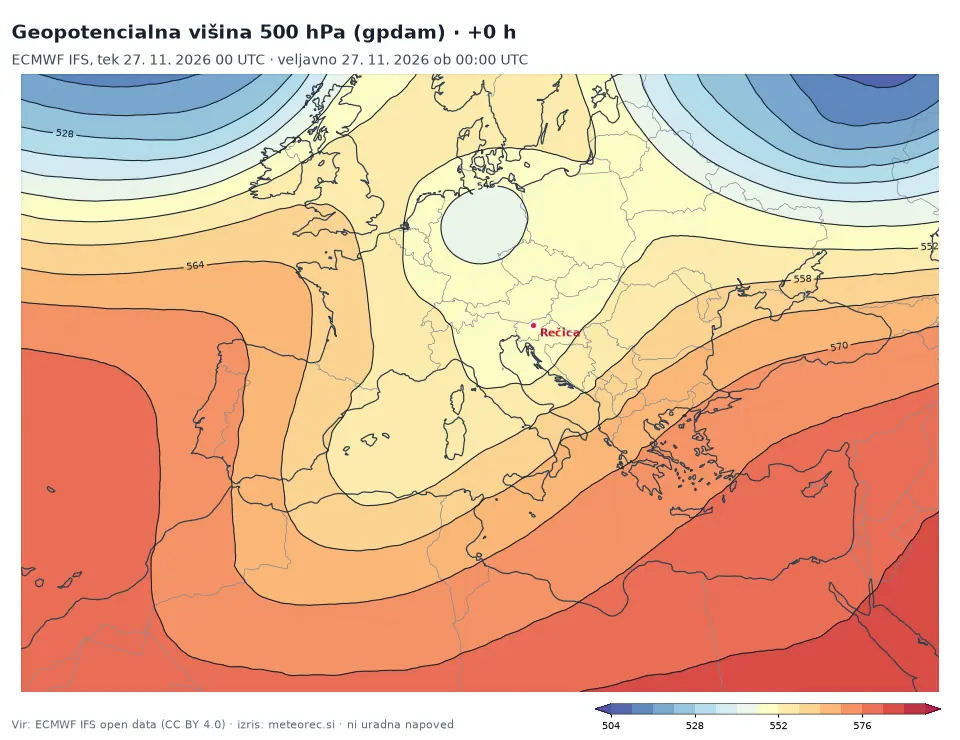 Geopotencialna višina 500 hPa (gpdam) · +0 h
ECMWF IFS, tek 27. 11. 2026 00 UTC · veljavno 27. 11. 2026 ob 00:00 UTC
528
546
552
564
558
Rečica
570
504 528 552 576
Vir: ECMWF IFS open data (CC BY 4.0) · izris: meteorec.si · ni uradna napoved